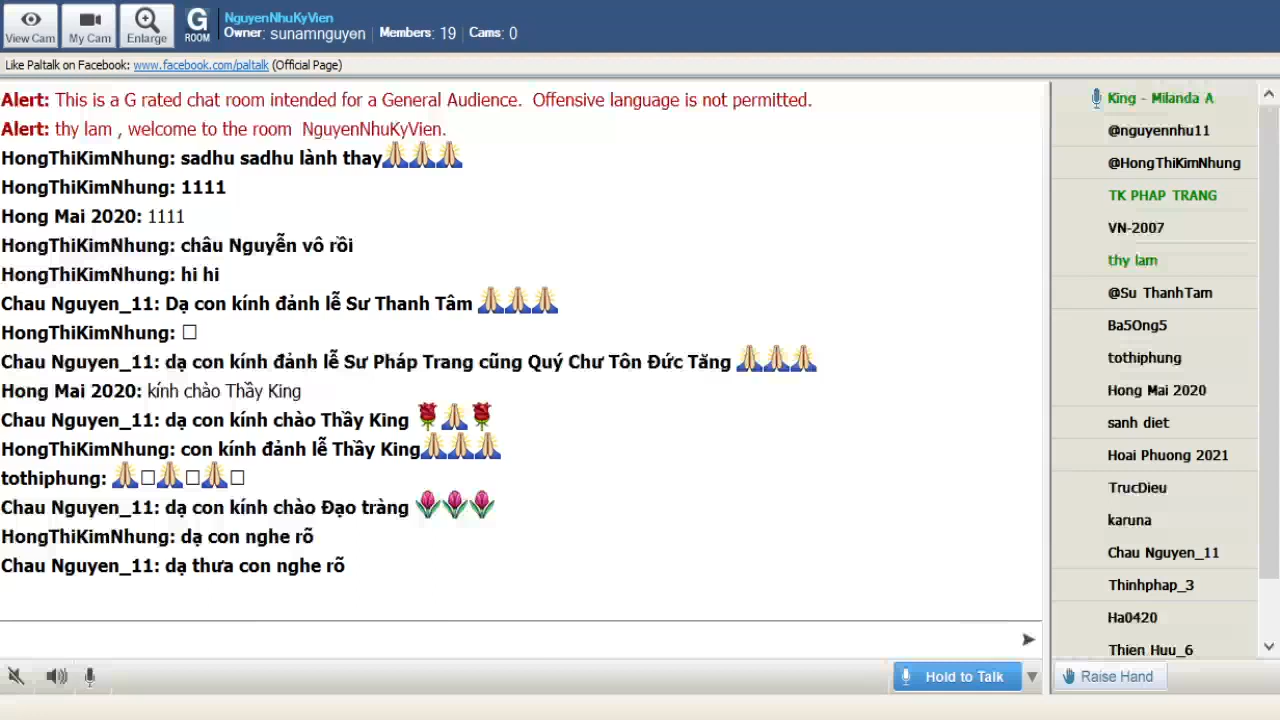 View Cam
My Cam
Enlarge
G
ROOM
NguyenNhuKyVien
Owner: sunamnguyen | Members: 19 | Cams: 0
Like Paltalk on Facebook: www.facebook.com/paltalk (Official Page)
Alert: This is a G rated chat room intended for a General Audience. Offensive language is not permitted.
Alert: thy lam , welcome to the room NguyenNhuKyVien.
HongThiKimNhung: sadhu sadhu lành thay🙏🙏🙏
HongThiKimNhung: 1111
Hong Mai 2020: 1111
HongThiKimNhung: châu Nguyễn vô rồi
HongThiKimNhung: hi hi
Chau Nguyen_11: Dạ con kính đảnh lễ Sư Thanh Tâm 🙏🙏🙏
HongThiKimNhung: □
Chau Nguyen_11: dạ con kính đảnh lễ Sư Pháp Trang cũng Quý Chư Tôn Đức Tăng 🙏🙏🙏
Hong Mai 2020: kính chào Thầy King
Chau Nguyen_11: dạ con kính chào Thầy King 🌹🙏🌹
HongThiKimNhung: con kính đảnh lễ Thầy King🙏🙏🙏
tothiphung: 🙏□🙏□🙏□
Chau Nguyen_11: dạ con kính chào Đạo tràng 🌷🌷🌷
HongThiKimNhung: dạ con nghe rõ
Chau Nguyen_11: dạ thưa con nghe rõ
King - Milanda A
@nguyennhu11
@HongThiKimNhung
TK PHAP TRANG
VN-2007
thy lam
@Su ThanhTam
Ba5Ong5
tothiphung
Hong Mai 2020
sanh diet
Hoai Phuong 2021
TrucDieu
karuna
Chau Nguyen_11
Thinhphap_3
Ha0420
Thien Huu_6
Hold to Talk
Raise Hand